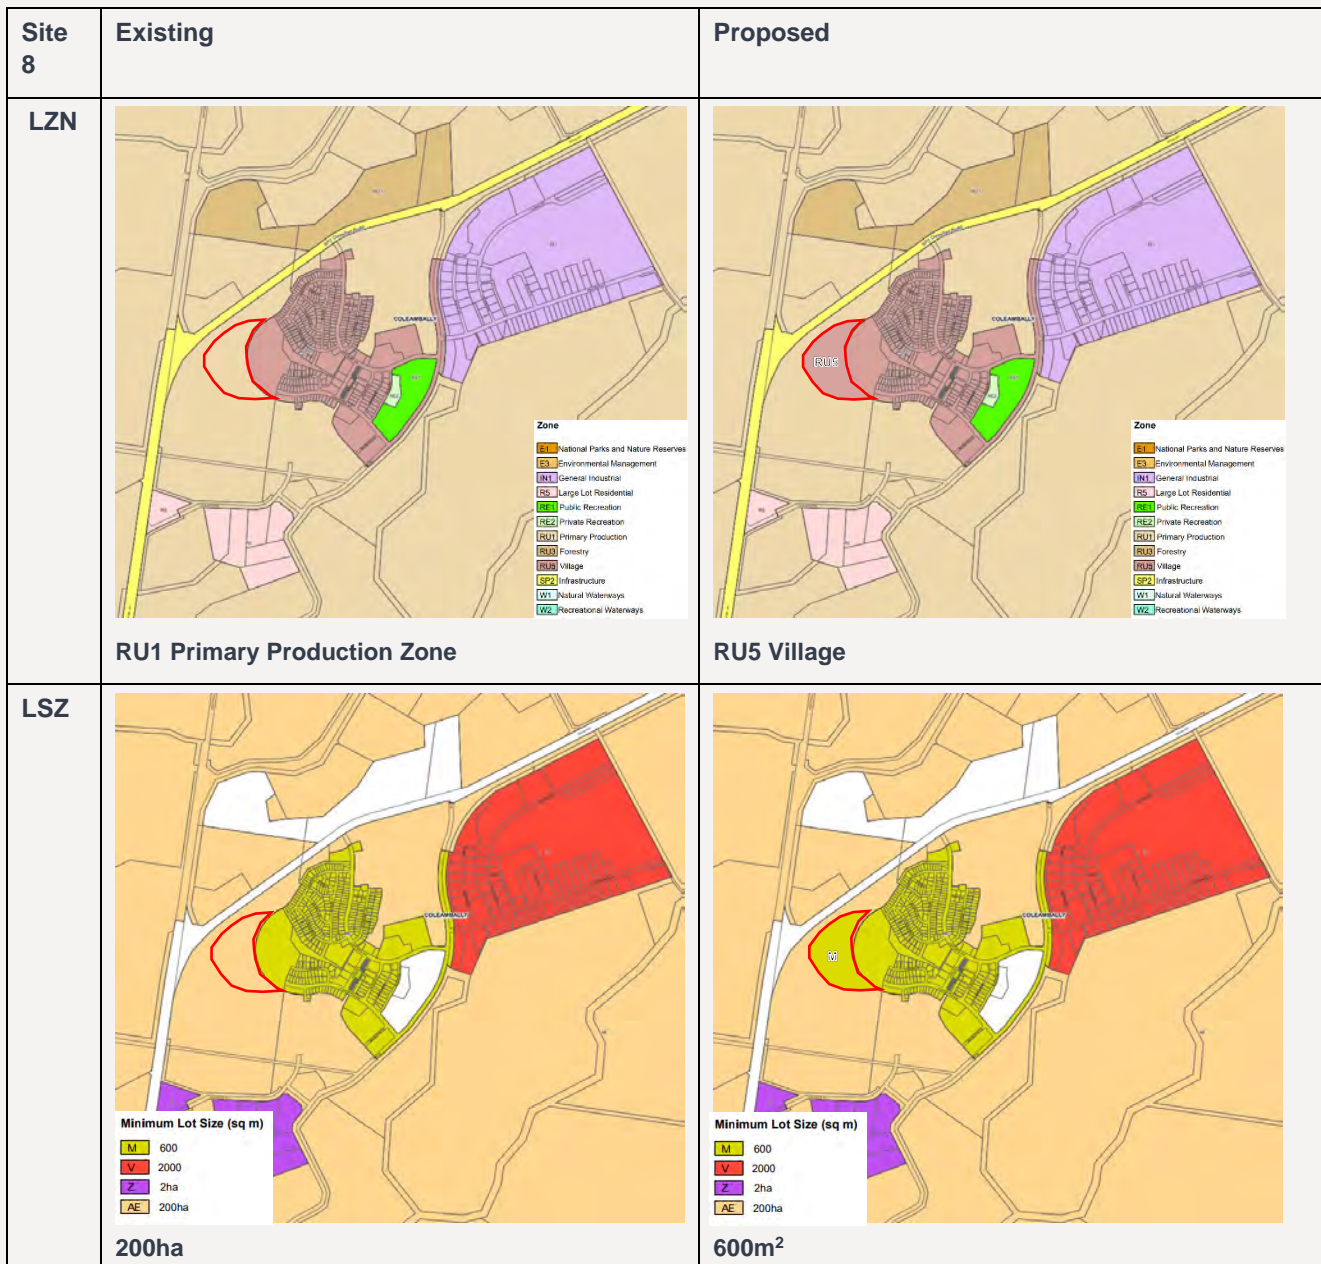 Site 8
Existing
Proposed
LZN
COLEAMBALLY
Zone
E1 National Parks and Nature Reserves
E3 Environmental Management
IN1 General Industrial
R5 Large Lot Residential
RE1 Public Recreation
RE2 Private Recreation
RU1 Primary Production
RU3 Forestry
RU5 Village
SP2 Infrastructure
W1 Natural Waterways
W2 Recreational Waterways
RU1 Primary Production Zone
RU5
COLEAMBALLY
Zone
E1 National Parks and Nature Reserves
E3 Environmental Management
IN1 General Industrial
R5 Large Lot Residential
RE1 Public Recreation
RE2 Private Recreation
RU1 Primary Production
RU3 Forestry
RU5 Village
SP2 Infrastructure
W1 Natural Waterways
W2 Recreational Waterways
RU5 Village
LSZ
COLEAMBALLY
Minimum Lot Size (sq m)
M 600
V 2000
Z 2ha
AE 200ha
200ha
M
COLEAMBALLY
Minimum Lot Size (sq m)
M 600
V 2000
Z 2ha
AE 200ha
600m²